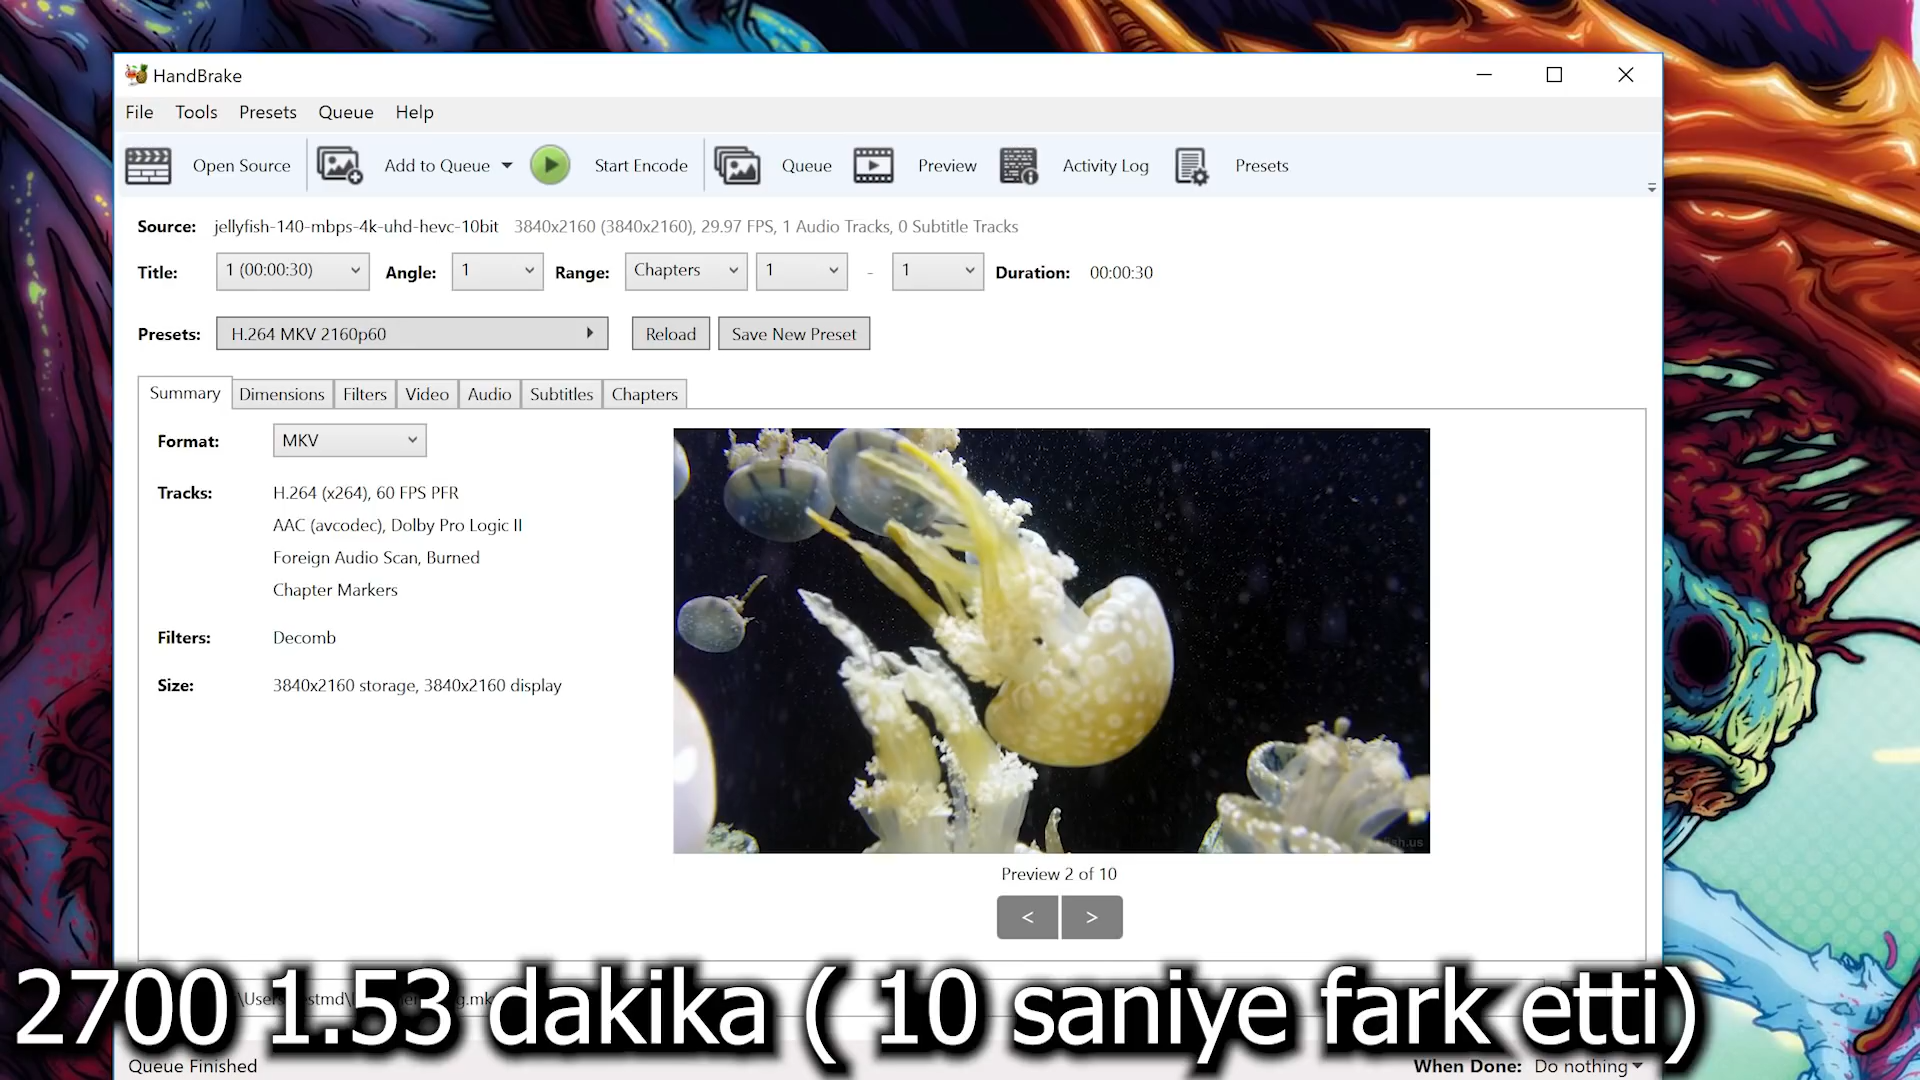 HandBrake
File Tools Presets Queue Help
Open Source Add to Queue Start Encode Queue Preview Activity Log Presets
Source: jellyfish-140-mbps-4k-uhd-hevc-10bit 3840x2160 (3840x2160), 29.97 FPS, 1 Audio Tracks, 0 Subtitle Tracks
Title: 1 (00:00:30) Angle: 1 Range: Chapters 1 - 1 Duration: 00:00:30
Presets: H.264 MKV 2160p60 Reload Save New Preset
Summary Dimensions Filters Video Audio Subtitles Chapters
Format: MKV
Tracks: H.264 (x264), 60 FPS PFR
AAC (avcodec), Dolby Pro Logic II
Foreign Audio Scan, Burned
Chapter Markers
Filters: Decomb
Size: 3840x2160 storage, 3840x2160 display
Preview 2 of 10
< >
2700 1.53 dakika ( 10 saniye fark etti)
Queue Finished When Done: Do nothing